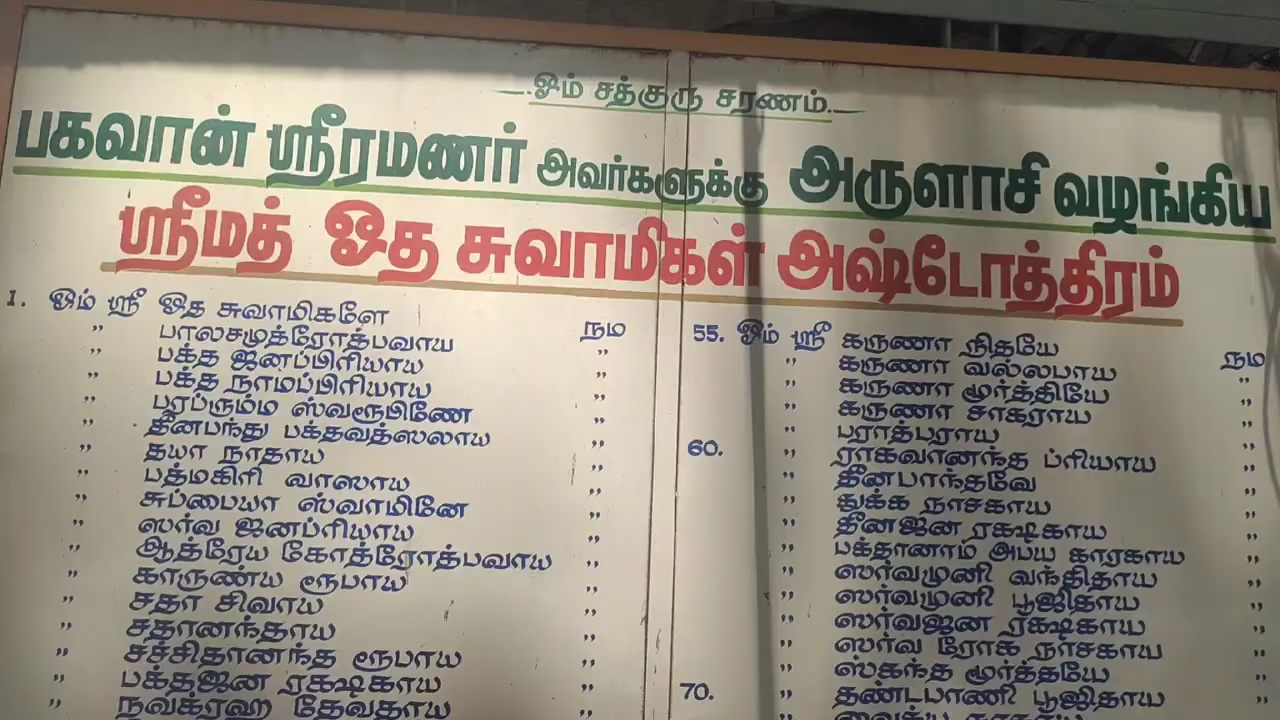 ஓம் சத்குரு சரணம்.
பகவான் ஸ்ரீரமணர் அவர்களுக்கு அருளாசி வழங்கிய
ஸ்ரீமத் ஓத சுவாமிகள் அஷ்டோத்திரம்
1. ஓம் ஸ்ரீ ஓத சுவாமிகளே நம
" பாலசமுத்ரோத்பவாய "
" பக்த ஜனப்பிரியாய "
" பக்த நாமப்பிரியாய "
" பரப்ரும்ம ஸ்வரூபிணே "
" தீனபந்து பக்தவத்ஸலாய "
" தயா நாதாய "
" பத்மகிரி வாஸாய "
" சுப்பையா ஸ்வாமினே "
" ஸர்வ ஜனப்ரியாய "
" ஆத்ரேய கோத்ரோத்பவாய "
" காருண்ய ரூபாய "
" சதா சிவாய "
" சதானந்தாய "
" சச்சிதானந்த ரூபாய "
" பக்தஜன ரக்ஷகாய "
" நவக்ரஹ தேவதாய "
55. ஓம் ஸ்ரீ கருணா நிதயே நம
" கருணா வல்லபாய "
" கருணா மூர்த்தியே "
" கருணா சாகராய "
" பராத்பராய "
60. " ராகவானந்த ப்ரியாய "
" தீனபாந்தவே "
" துக்க நாசகாய "
" தீனஜன ரக்ஷகாய "
" பக்தானாம் அபய காரகாய "
" ஸர்வமுனி வந்திதாய "
" ஸர்வமுனி பூஜிதாய "
" ஸர்வஜன ரக்ஷகாய "
" ஸர்வ ரோக நாசகாய "
" ஸ்கந்த மூர்த்தயே "
70. " தண்டபாணி பூஜிதாய "